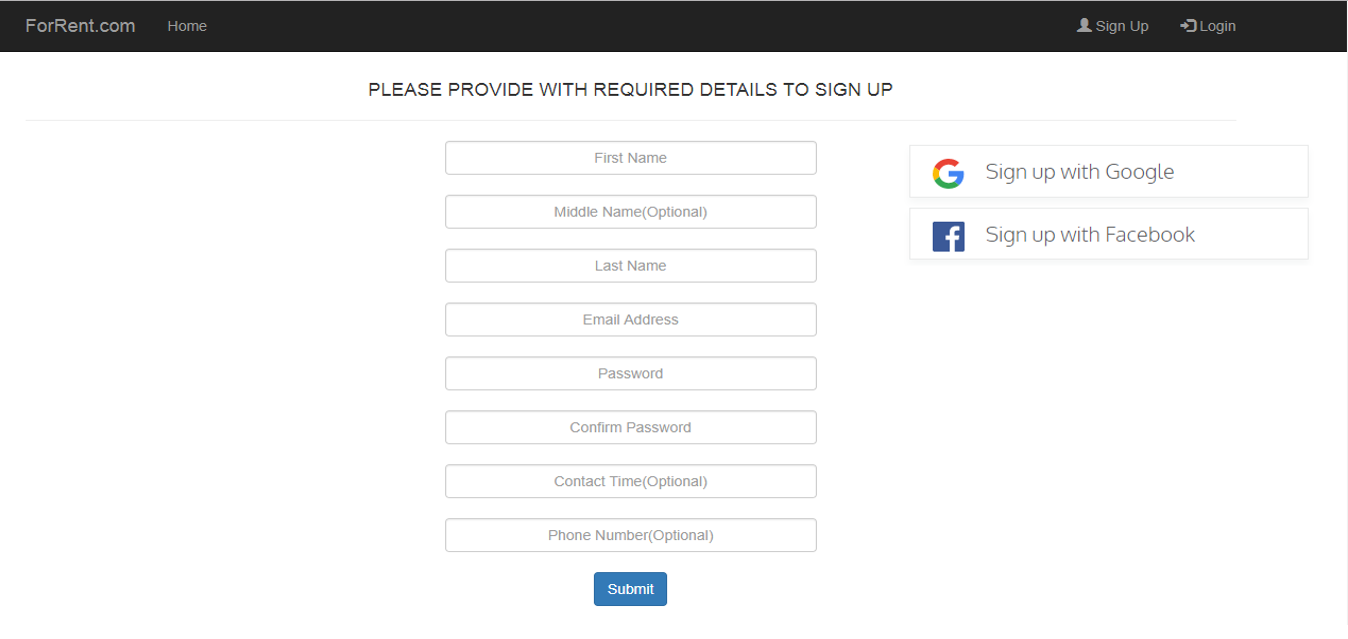 ForRent.com Home Sign Up Login
PLEASE PROVIDE WITH REQUIRED DETAILS TO SIGN UP
First Name
Middle Name(Optional)
Last Name
Email Address
Password
Confirm Password
Contact Time(Optional)
Phone Number(Optional)
Submit
Sign up with Google
Sign up with Facebook